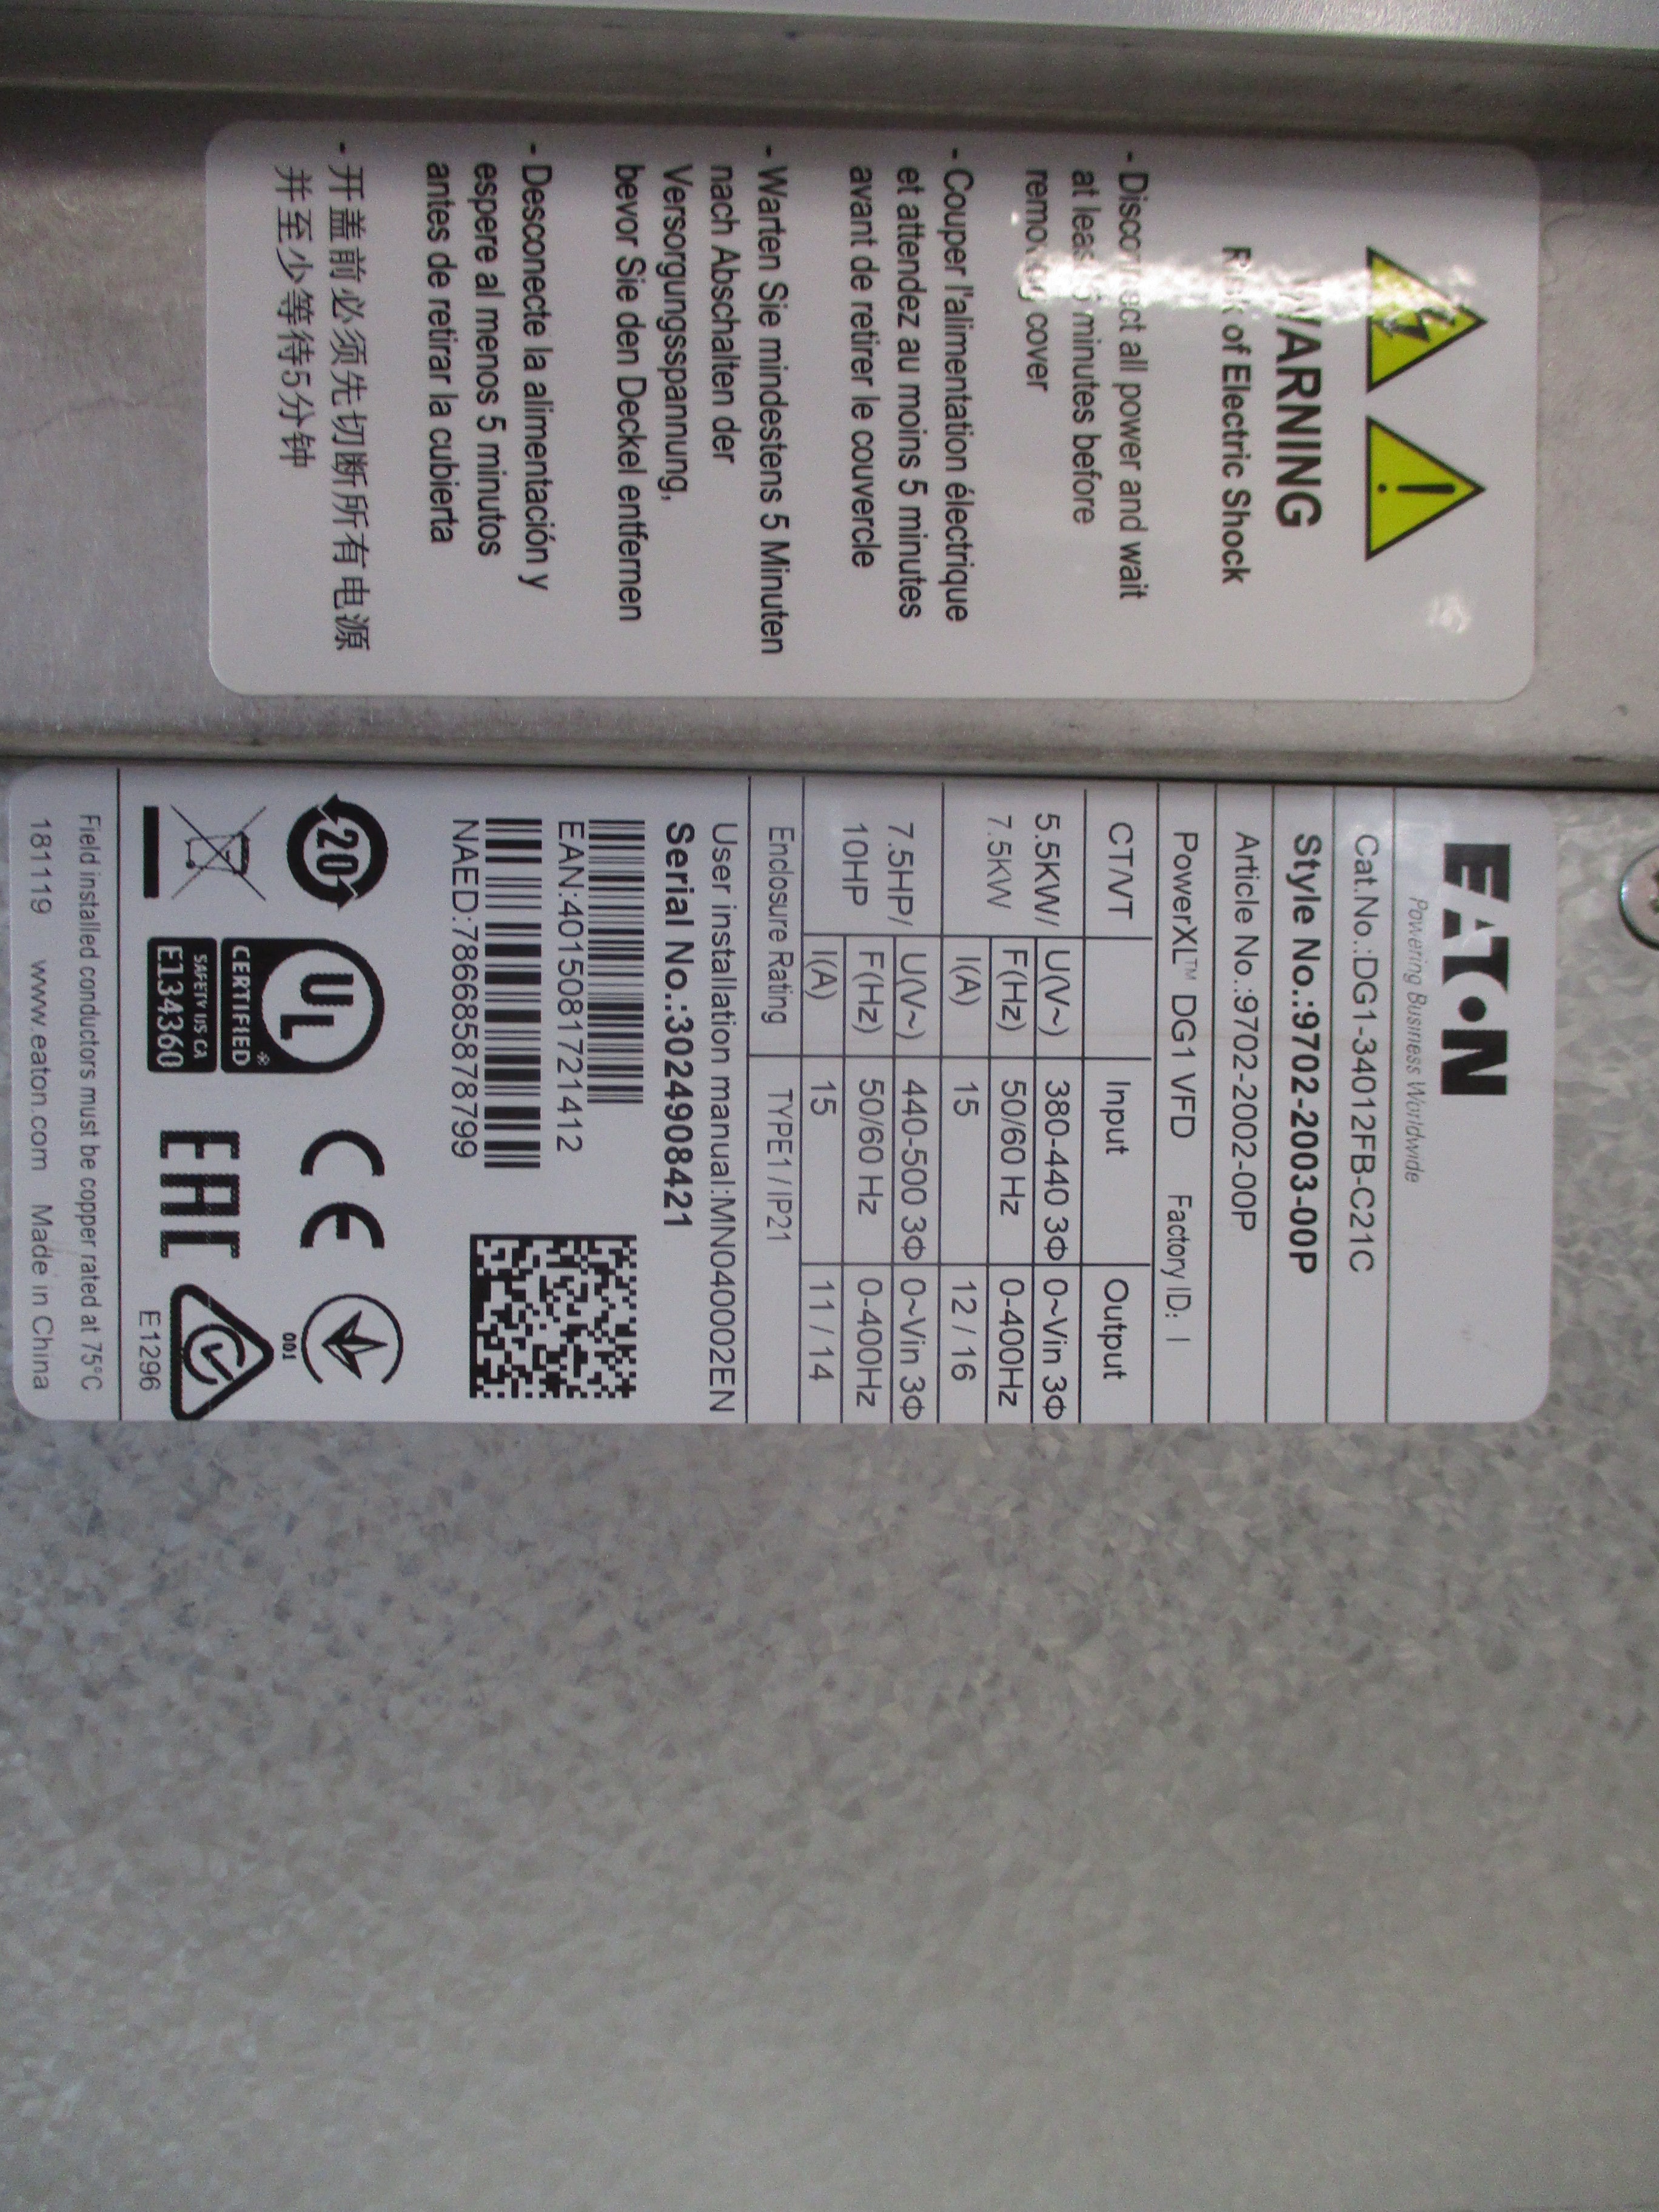 WARNING
of Electric Shock
- Disconnect all power and wait
at least 5 minutes before
removing cover
- Couper l'alimentation électrique
et attendez au moins 5 minutes
avant de retirer le couvercle
- Warten Sie mindestens 5 Minuten
nach Abschalten der
Versorgungsspannung,
bevor Sie den Deckel entfernen
- Desconecte la alimentación y
espere al menos 5 minutos
antes de retirar la cubierta
- 开盖前必须先切断所有电源
并至少等待5分钟
EATON
Powering Business Worldwide
Cat.No.:DG1-34012FB-C21C
Style No.:9702-2003-00P
Article No.:9702-2002-00P
PowerXL™ DG1 VFD Factory ID: I
CT/VT Input Output
5.5KW/ U(V~) 380-440 3Φ 0~Vin 3Φ
7.5KW F(Hz) 50/60 Hz 0-400Hz
I(A) 15 12 / 16
7.5HP/ U(V~) 440-500 3Φ 0~Vin 3Φ
10HP F(Hz) 50/60 Hz 0-400Hz
I(A) 15 11 / 14
Enclosure Rating TYPE1 / IP21
User installation manual:MN040002EN
Serial No.:3024908421
EAN:4015081721412
NAED:786685878799
20
UL
CERTIFIED
SAFETY US CA
E134360
®
CE
EAC
001
E1296
Field installed conductors must be copper rated at 75°C
181119 www.eaton.com Made in China